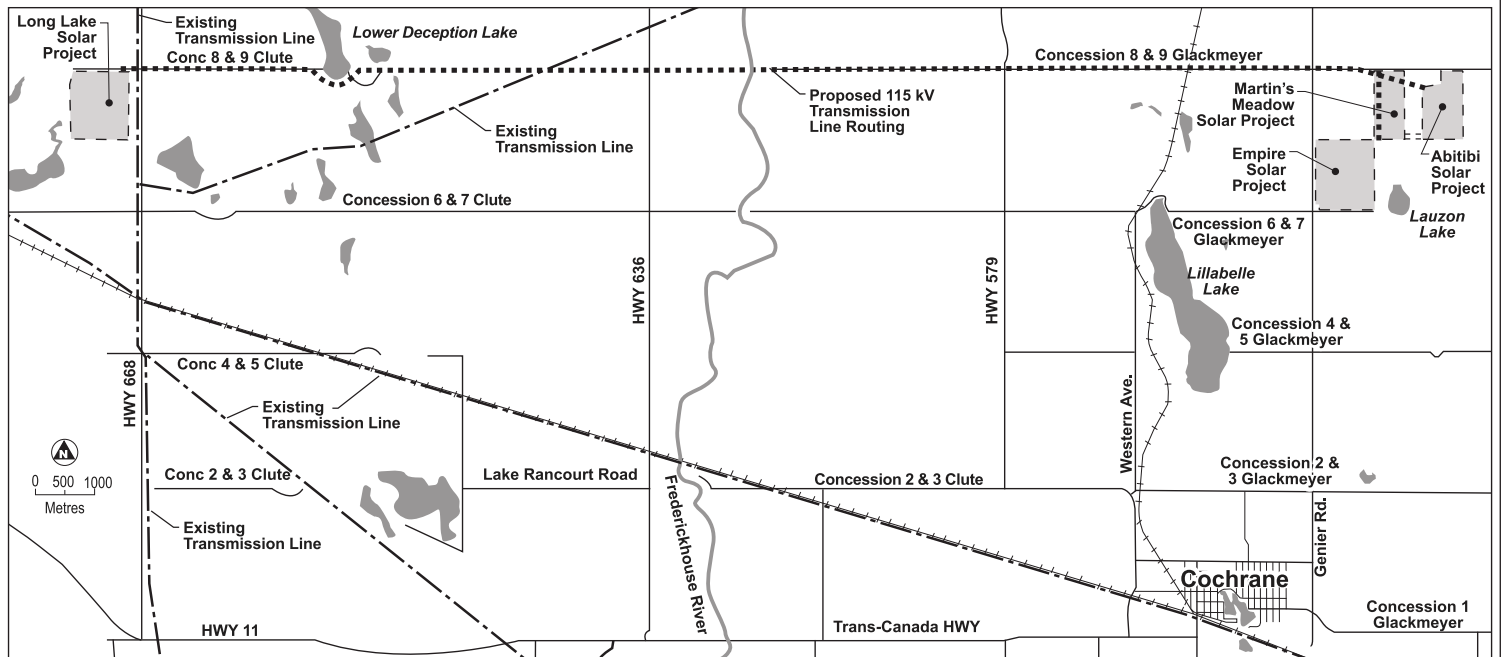 Long Lake
Solar
Project
Existing
Transmission Line
Conc 8 & 9 Clute
Lower Deception Lake
Concession 8 & 9 Glackmeyer
Proposed 115 kV
Transmission
Line Routing
Martin's
Meadow
Solar Project
Existing
Transmission Line
Empire
Solar
Project
Abitibi
Solar
Project
Concession 6 & 7 Clute
Lauzon
Lake
Concession 6 & 7
Glackmeyer
HWY 636
HWY 579
Lillabelle
Lake
Concession 4 &
5 Glackmeyer
Conc 4 & 5 Clute
HWY 668
Existing
Transmission Line
Western Ave.
N
0 500 1000
Metres
Conc 2 & 3 Clute
Lake Rancourt Road
Concession 2 & 3 Clute
Concession 2 &
3 Glackmeyer
Existing
Transmission Line
Frederickhouse River
Genier Rd.
Cochrane
HWY 11
Trans-Canada HWY
Concession 1
Glackmeyer